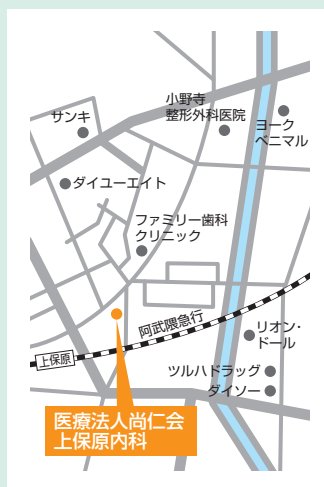 小野寺
整形外科医院
サンキ
ヨーク
ベニマル
ダイユーエイト
ファミリー歯科
クリニック
阿武隈急行
リオン・
ドール
上保原
ツルハドラッグ
ダイソー
医療法人尚仁会
上保原内科